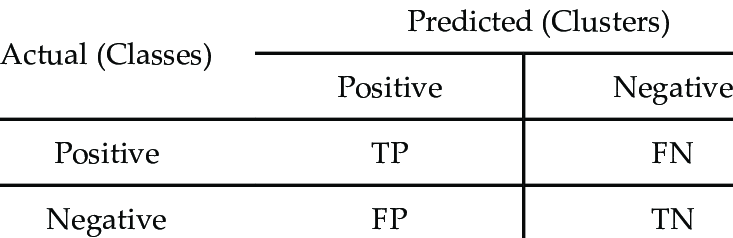 Predicted (Clusters)
Actual (Classes)
Positive Negative
Positive TP FN
Negative FP TN